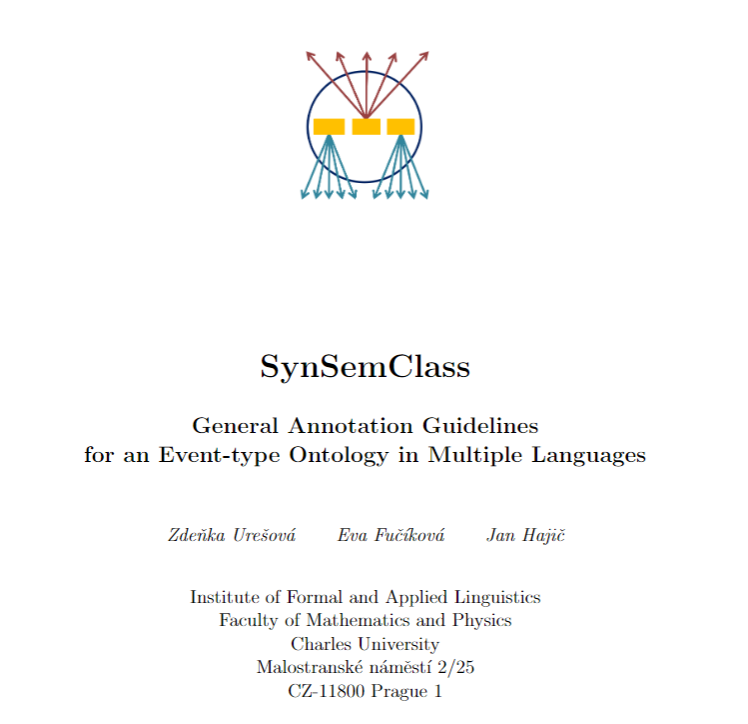 SynSemClass
General Annotation Guidelines
for an Event-type Ontology in Multiple Languages
Zdeňka Urešová Eva Fučíková Jan Hajič
Institute of Formal and Applied Linguistics
Faculty of Mathematics and Physics
Charles University
Malostranské náměstí 2/25
CZ-11800 Prague 1